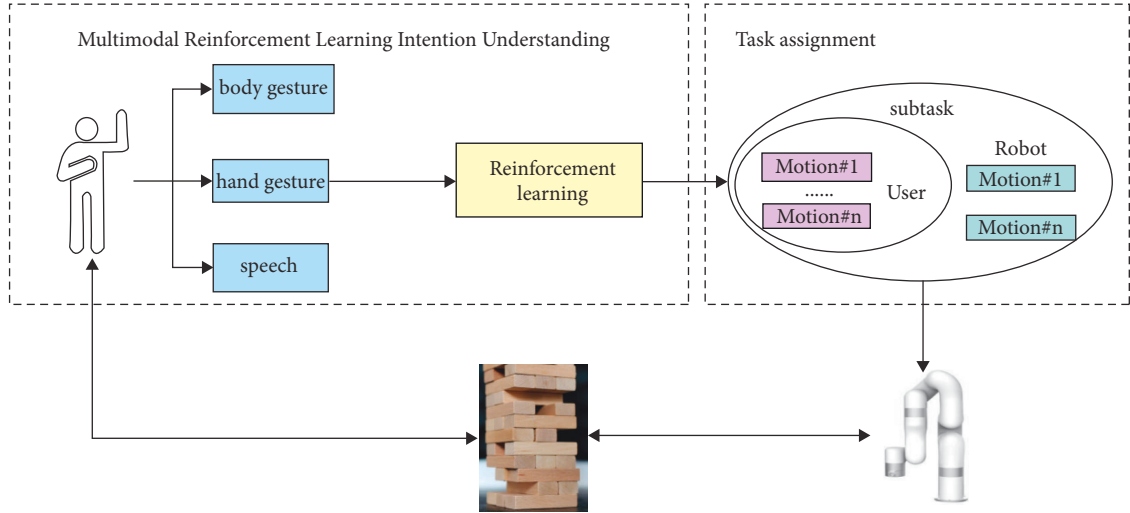 Multimodal Reinforcement Learning Intention Understanding
body gesture
hand gesture
speech
Reinforcement
learning
Task assignment
subtask
Motion#1
......
Motion#n
User
Robot
Motion#1
Motion#n